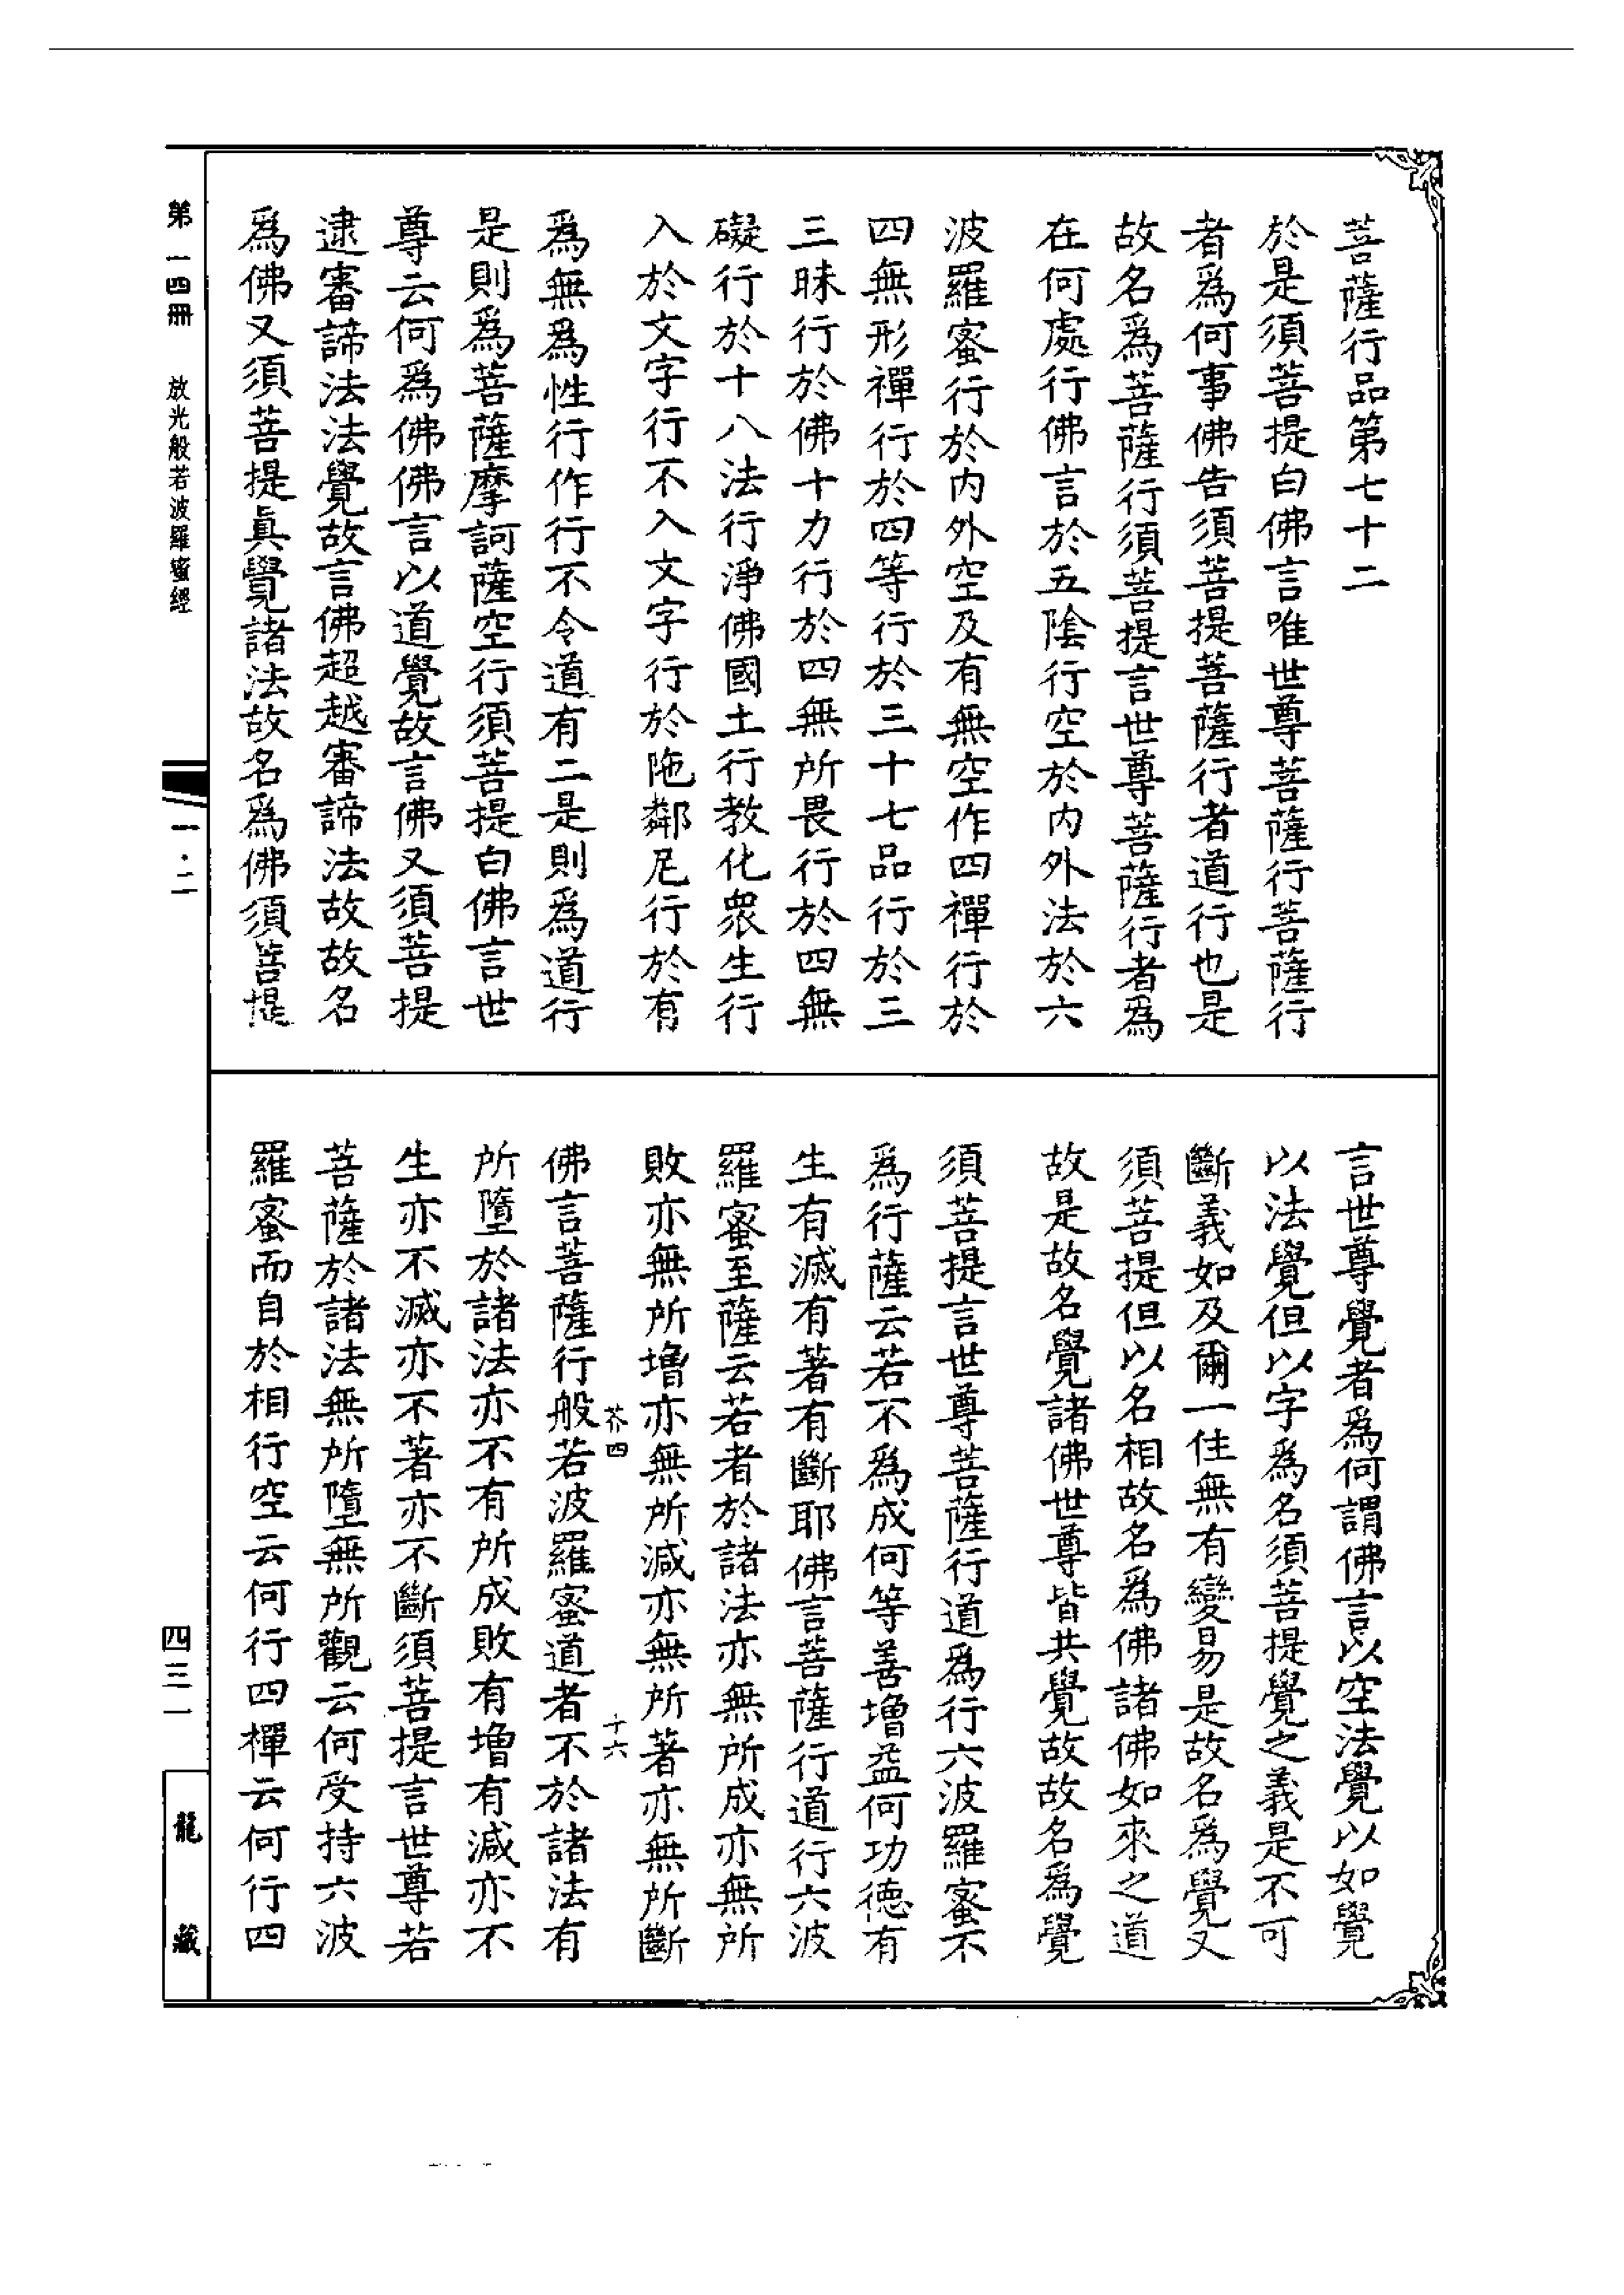 菩薩行品第七十二
於是須菩提白佛言唯世尊菩薩行菩薩行
者爲何事佛告須菩提菩薩行者道行也是
故名爲菩薩行須菩提言世尊菩薩行者爲
在何處行佛言於五陰行空於内外法於六
波羅蜜行於内外空及有無空作四禪行於
四無形禪行於四等行於三十七品行於三
三昧行於佛十力行於四無所畏行於四無
礙行於十八法行淨佛國土行教化衆生行
入於文字行不入文字行於陁鄰尼行於有
爲無爲性行作行不令道有二是則爲道行
是則爲菩薩摩訶薩空行須菩提白佛言世
尊云何爲佛佛言以道覺故言佛又須菩提
逮審諦法法覺故言佛超越審諦法故故名
爲佛又須菩提眞覺諸法故名爲佛須菩提
言世尊覺者爲何謂佛言以空法覺以如覺
以法覺但以字爲名須菩提覺之義是不可
斷義如及爾一住無有變易是故名爲覺又
須菩提但以名相故名爲佛諸佛如來之道
故是故名覺諸佛世尊皆共覺故故名爲覺
須菩提言世尊菩薩行道爲行六波羅蜜不
爲行薩云若不爲成何等善增益何功德有
生有滅有著有斷耶佛言菩薩行道行六波
羅蜜至薩云若者於諸法亦無所成亦無所
敗亦無所增亦無所減亦無所著亦無所斷
芥四 十六
佛言菩薩行般若波羅蜜道者不於諸法有
所墮於諸法亦不有所成敗有增有減亦不
生亦不滅亦不著亦不斷須菩提言世尊若
菩薩於諸法無所墮無所觀云何受持六波
羅蜜而自於相行空云何行四禪云何行四
第一四冊 放光般若波羅蜜經
一·二
四三一
龍藏